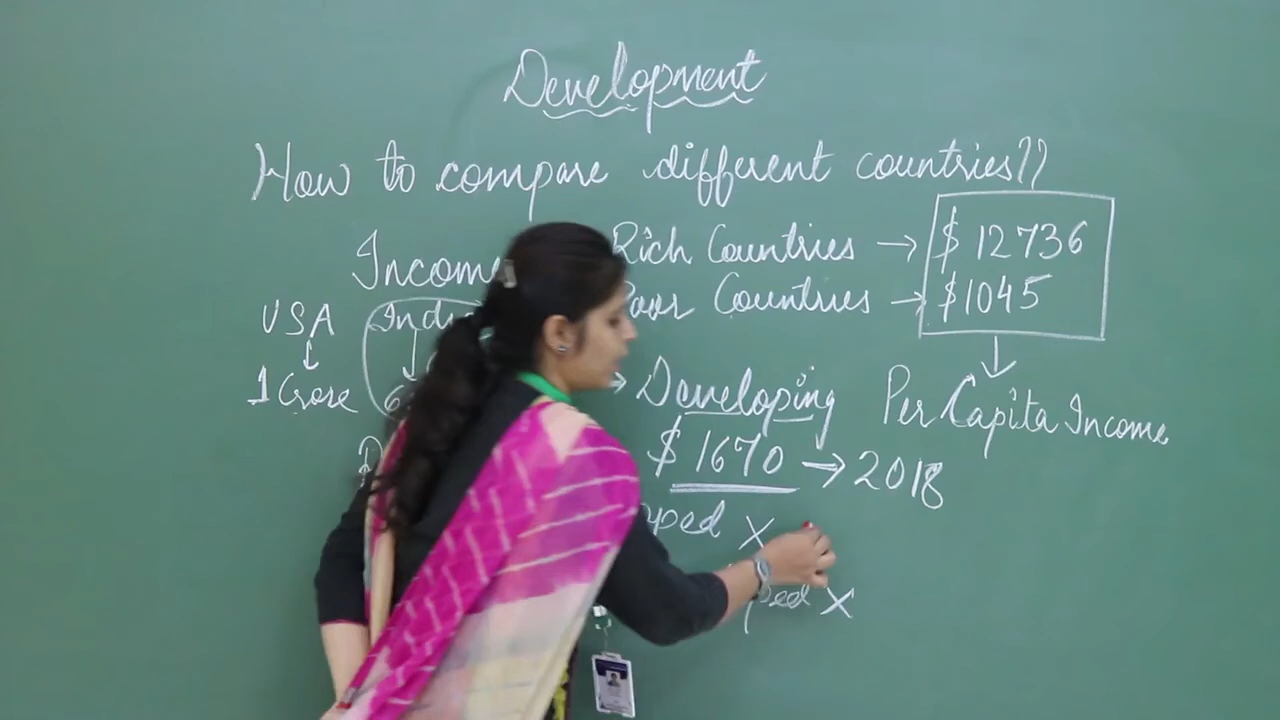 Development
How to compare different countries??
Income Rich Countries → $ 12736
Poor Countries → $1045
USA India
1 Crore 6
→ Developing Per Capita Income
$ 1670 → 2018
ped X
ped X